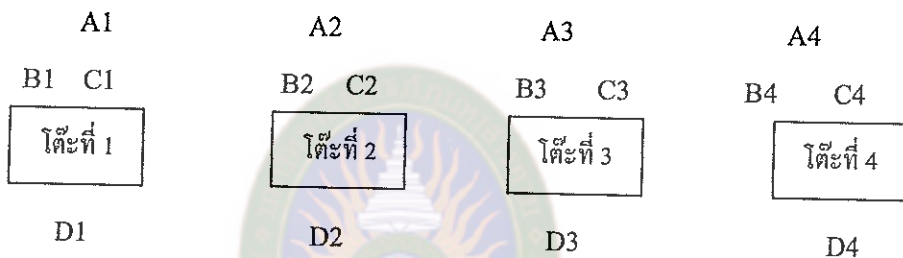 A1 A2 A3 A4
B1 C1 B2 C2 B3 C3 B4 C4
โต๊ะที่ 1 โต๊ะที่ 2 โต๊ะที่ 3 โต๊ะที่ 4
D1 D2 D3 D4